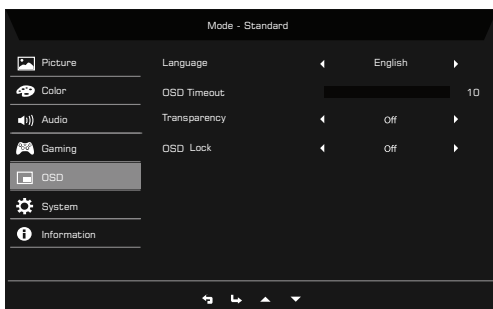 Mode - Standard
Picture
Color
Audio
Gaming
OSD
System
Information
Language English
OSD Timeout 10
Transparency Off
OSD Lock Off